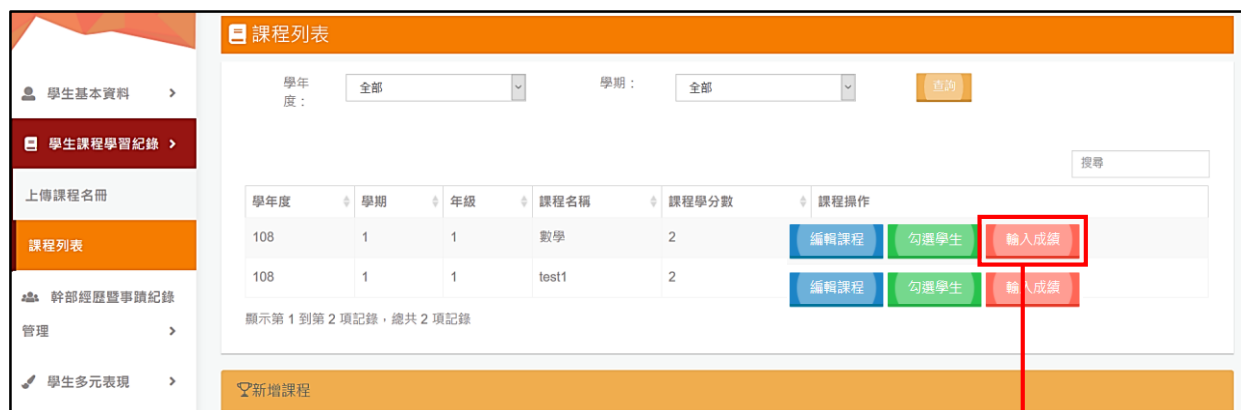 課程列表
學生基本資料
學生課程學習紀錄
上傳課程名冊
課程列表
幹部經歷暨事蹟紀錄
管理
學生多元表現
學年
度：
全部
學期：
全部
查詢
搜尋
學年度 學期 年級 課程名稱 課程學分數 課程操作
108 1 1 數學 2 編輯課程 勾選學生 輸入成績
108 1 1 test1 2 編輯課程 勾選學生 輸入成績
顯示第 1 到第 2 項記錄，總共 2 項記錄
新增課程